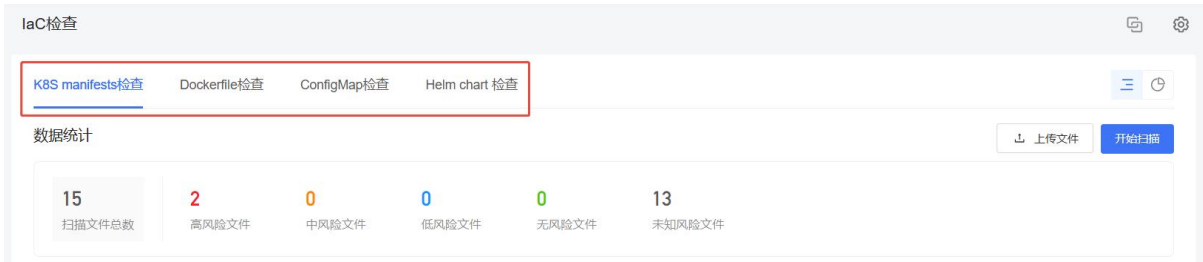 IaC检查
K8S manifests检查 Dockerfile检查 ConfigMap检查 Helm chart 检查
数据统计 上传文件 开始扫描
15 2 0 0 0 13
扫描文件总数 高风险文件 中风险文件 低风险文件 无风险文件 未知风险文件